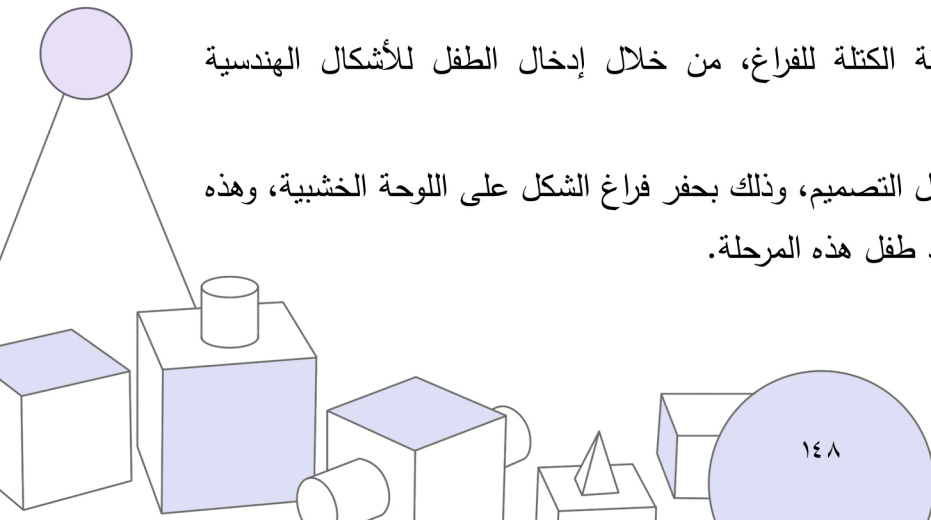 الكتلة للفراغ، من خلال إدخال الطفل للأشكال الهندسية
التصميم، وذلك بحفر فراغ الشكل على اللوحة الخشبية، وهذه
طفل هذه المرحلة.
١٤٨